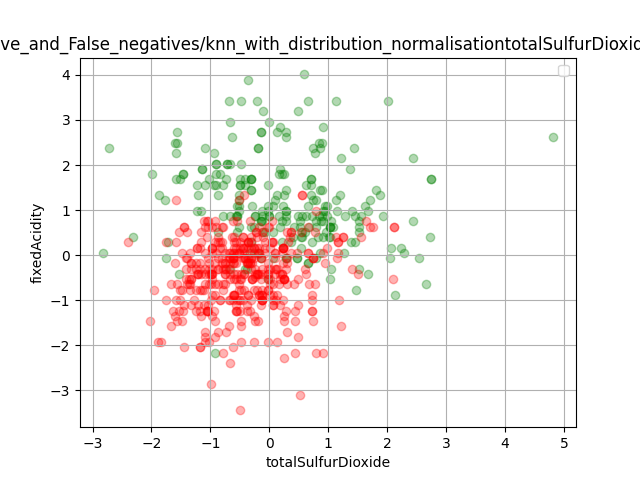 ve_and_False_negatives/knn_with_distribution_normalisationtotalSulfurDioxid
4
3
2
1
0
−1
−2
−3
fixedAcidity
−3 −2 −1 0 1 2 3 4 5
totalSulfurDioxide